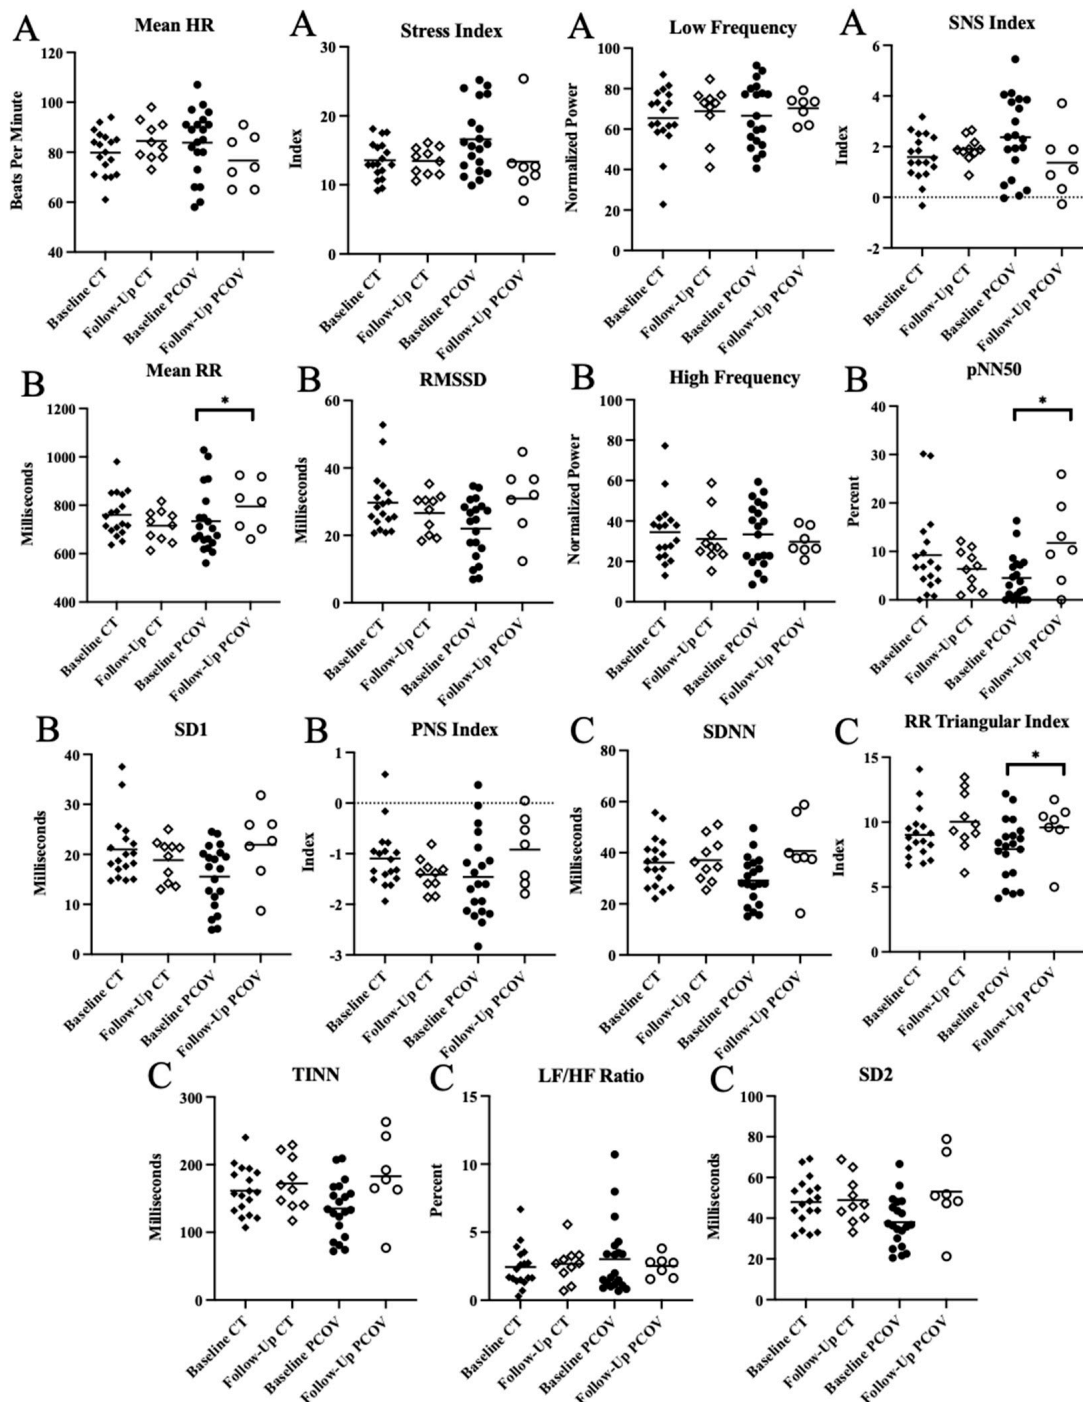 A Mean HR
Beats Per Minute
120
100
80
60
40
Baseline CT
Follow-Up CT
Baseline PCOV
Follow-Up PCOV
A Stress Index
Index
30
20
10
0
Baseline CT
Follow-Up CT
Baseline PCOV
Follow-Up PCOV
A Low Frequency
Normalized Power
100
80
60
40
20
0
Baseline CT
Follow-Up CT
Baseline PCOV
Follow-Up PCOV
A SNS Index
Index
6
4
2
0
-2
Baseline CT
Follow-Up CT
Baseline PCOV
Follow-Up PCOV
B Mean RR
Milliseconds
1200
1000
800
600
400
*
Baseline CT
Follow-Up CT
Baseline PCOV
Follow-Up PCOV
B RMSSD
Milliseconds
60
40
20
0
Baseline CT
Follow-Up CT
Baseline PCOV
Follow-Up PCOV
B High Frequency
Normalized Power
100
80
60
40
20
0
Baseline CT
Follow-Up CT
Baseline PCOV
Follow-Up PCOV
B pNN50
Percent
40
30
20
10
0
*
Baseline CT
Follow-Up CT
Baseline PCOV
Follow-Up PCOV
B SD1
Milliseconds
40
30
20
10
0
Baseline CT
Follow-Up CT
Baseline PCOV
Follow-Up PCOV
B PNS Index
Index
1
0
-1
-2
-3
Baseline CT
Follow-Up CT
Baseline PCOV
Follow-Up PCOV
C SDNN
Milliseconds
80
60
40
20
0
Baseline CT
Follow-Up CT
Baseline PCOV
Follow-Up PCOV
C RR Triangular Index
Index
15
10
5
0
*
Baseline CT
Follow-Up CT
Baseline PCOV
Follow-Up PCOV
C TINN
Milliseconds
300
200
100
0
Baseline CT
Follow-Up CT
Baseline PCOV
Follow-Up PCOV
C LF/HF Ratio
Percent
15
10
5
0
Baseline CT
Follow-Up CT
Baseline PCOV
Follow-Up PCOV
C SD2
Milliseconds
100
80
60
40
20
0
Baseline CT
Follow-Up CT
Baseline PCOV
Follow-Up PCOV